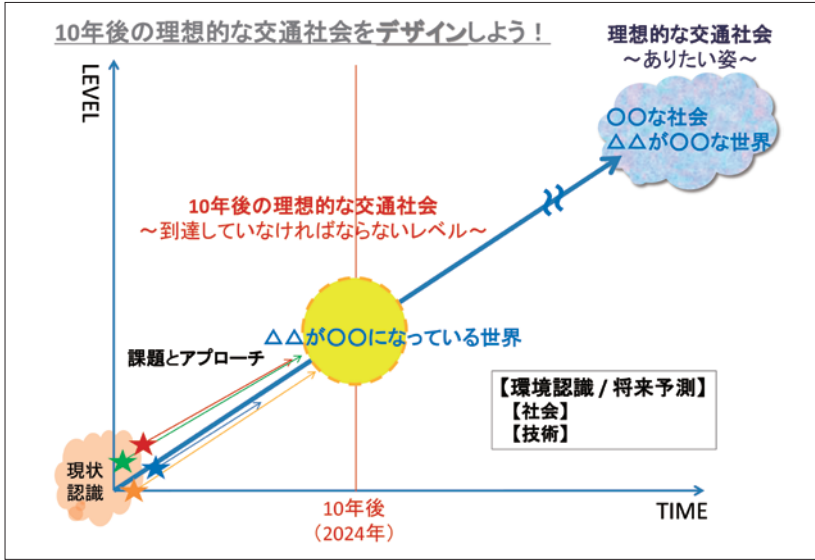 10年後の理想的な交通社会をデザインしよう！
理想的な交通社会
～ありたい姿～
LEVEL
〇〇な社会
△△が〇〇な世界
10年後の理想的な交通社会
～到達していなければならないレベル～
△△が〇〇になっている世界
課題とアプローチ
【環境認識 / 将来予測】
【社会】
【技術】
現状
認識
10年後
（2024年）
TIME